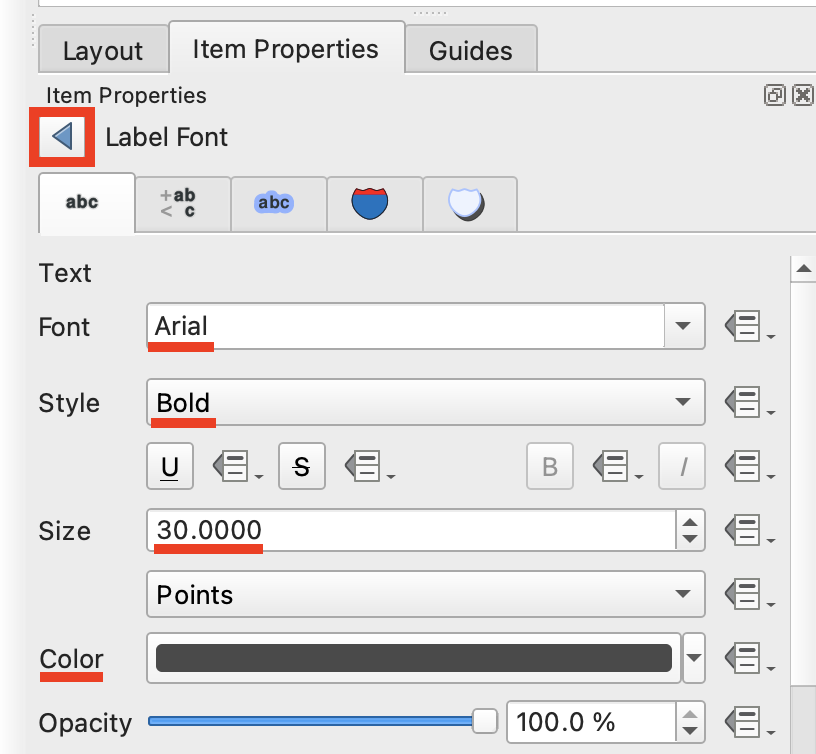 Layout Item Properties Guides
Item Properties
Label Font
abc +ab < c abc
Text
Font Arial
Style Bold
U S B I
Size 30.0000
Points
Color
Opacity 100.0 %